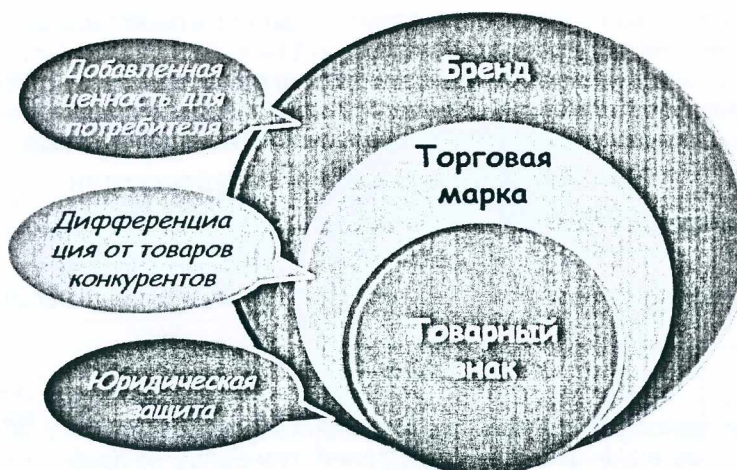 Добавленная
ценность для
потребителя
Бренд
Торговая
марка
Дифференциа
ция от товаров
конкурентов
Товарный
знак
Юридическая
защита